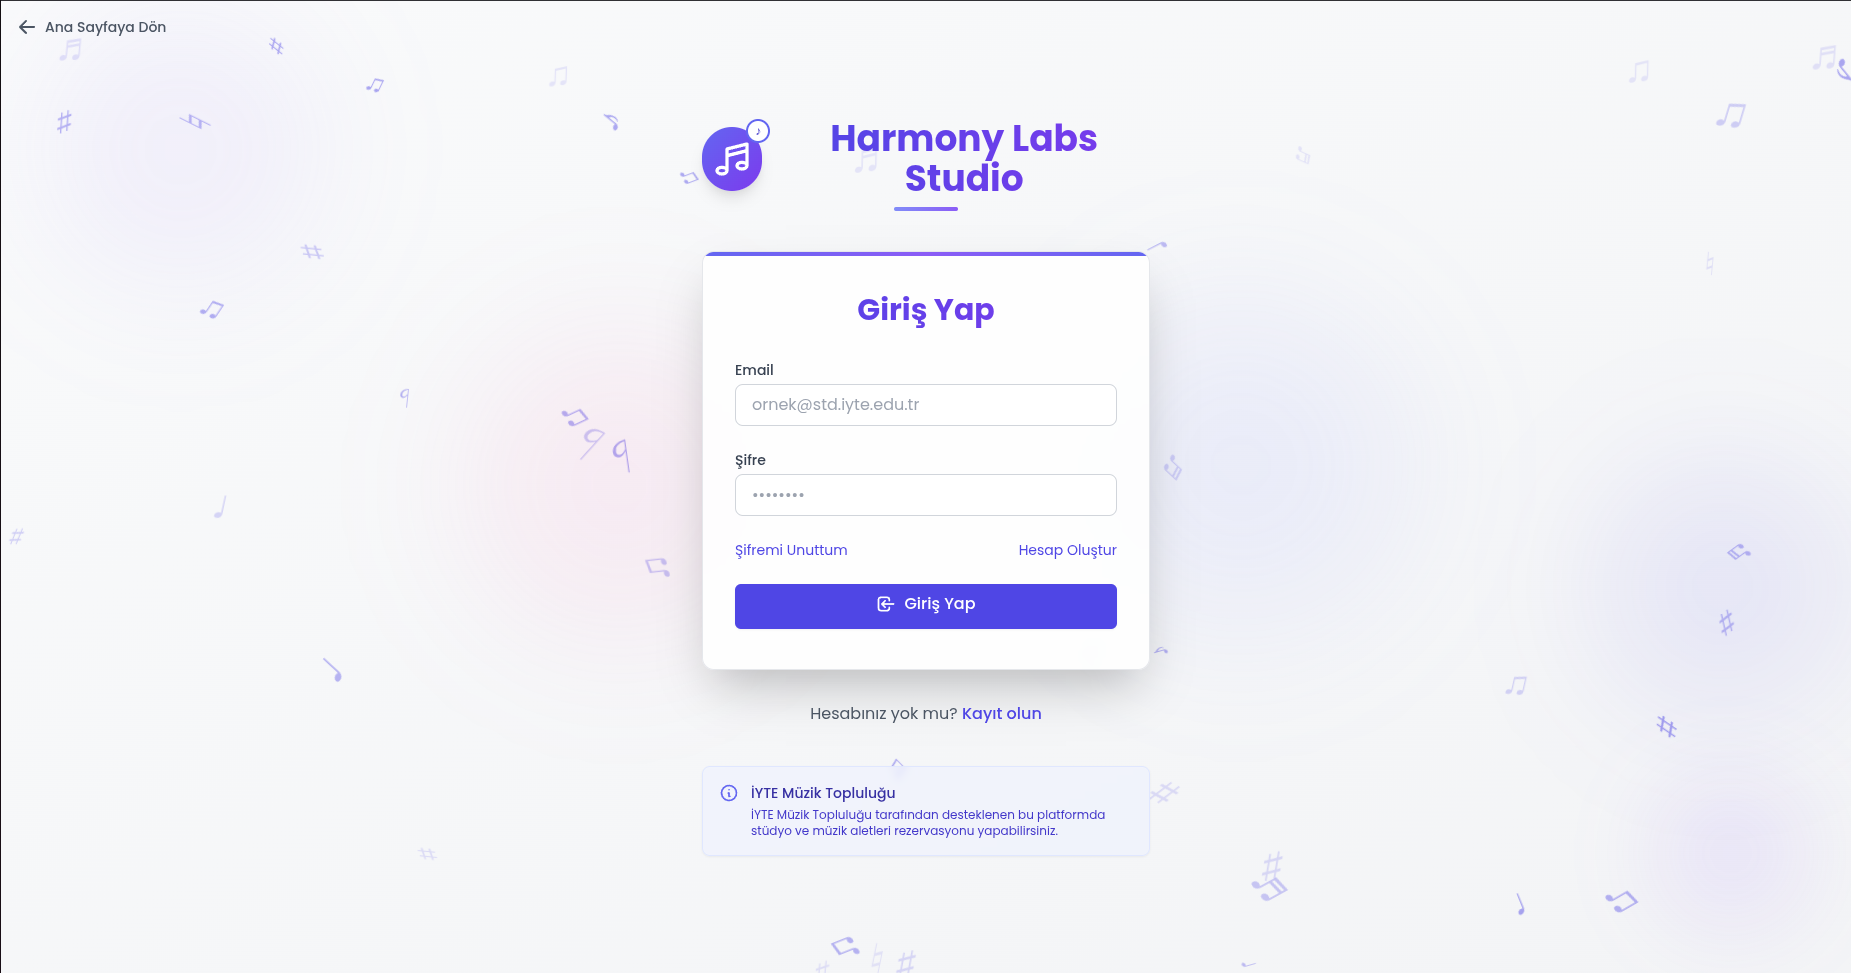 Ana Sayfaya Dön
Harmony Labs
Studio
Giriş Yap
Email
ornek@std.iyte.edu.tr
Şifre
••••••••
Şifremi Unuttum
Hesap Oluştur
Giriş Yap
Hesabınız yok mu? Kayıt olun
İYTE Müzik Topluluğu
İYTE Müzik Topluluğu tarafından desteklenen bu platformda
stüdyo ve müzik aletleri rezervasyonu yapabilirsiniz.